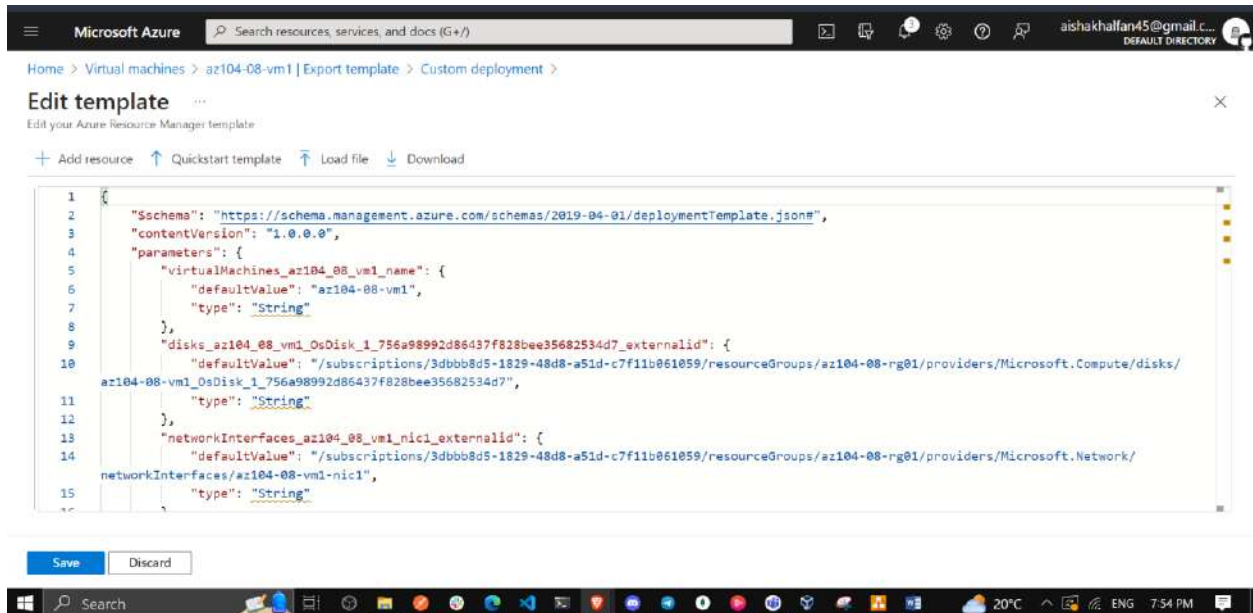 Microsoft Azure
Search resources, services, and docs (G+/)
3
aishakhalfan45@gmail.c...
DEFAULT DIRECTORY
Home > Virtual machines > az104-08-vm1 | Export template > Custom deployment >
Edit template ...
Edit your Azure Resource Manager template
Add resource
Quickstart template
Load file
Download
1 {
2 "$schema": "https://schema.management.azure.com/schemas/2019-04-01/deploymentTemplate.json#",
3 "contentVersion": "1.0.0.0",
4 "parameters": {
5 "virtualMachines_az104_08_vm1_name": {
6 "defaultValue": "az104-08-vm1",
7 "type": "String"
8 },
9 "disks_az104_08_vm1_OsDisk_1_756a98992d86437f828bee35682534d7_externalid": {
10 "defaultValue": "/subscriptions/3dbbb8d5-1829-48d8-a51d-c7f11b061059/resourceGroups/az104-08-rg01/providers/Microsoft.Compute/disks/
az104-08-vm1_OsDisk_1_756a98992d86437f828bee35682534d7",
11 "type": "String"
12 },
13 "networkInterfaces_az104_08_vm1_nic1_externalid": {
14 "defaultValue": "/subscriptions/3dbbb8d5-1829-48d8-a51d-c7f11b061059/resourceGroups/az104-08-rg01/providers/Microsoft.Network/
networkInterfaces/az104-08-vm1-nic1",
15 "type": "String"
Save
Discard
Search
20°C
ENG
7:54 PM